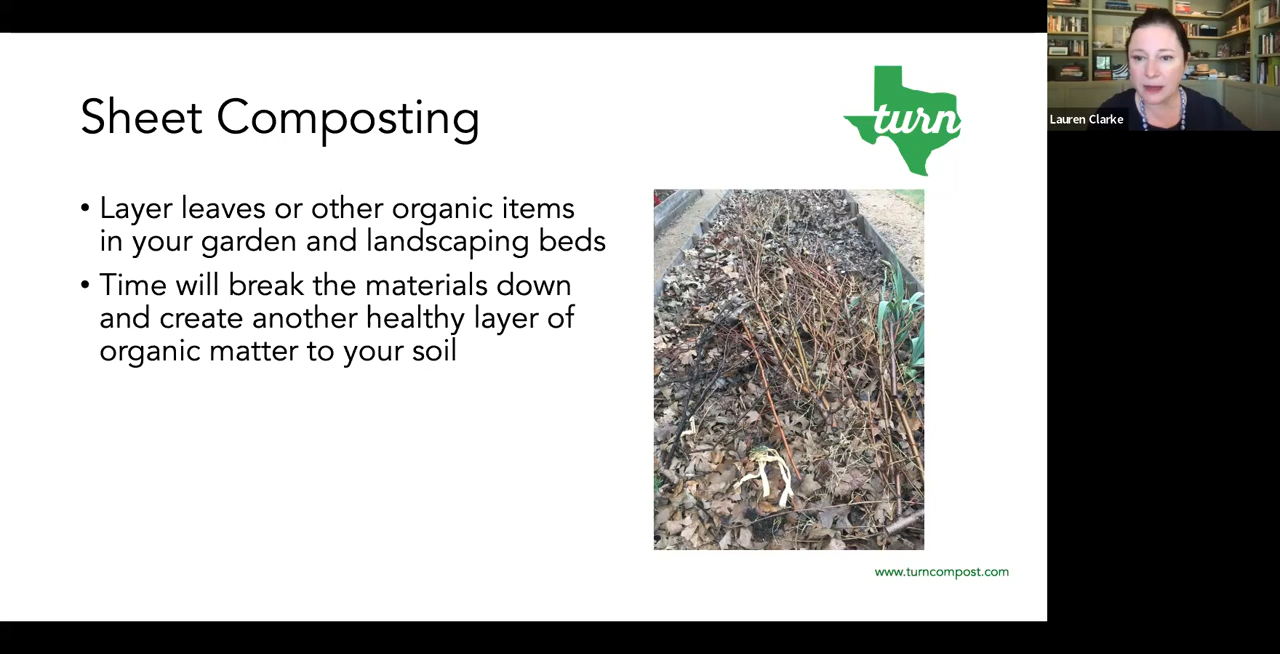 Sheet Composting
turn
Lauren Clarke
• Layer leaves or other organic items
in your garden and landscaping beds
• Time will break the materials down
and create another healthy layer of
organic matter to your soil
www.turncompost.com